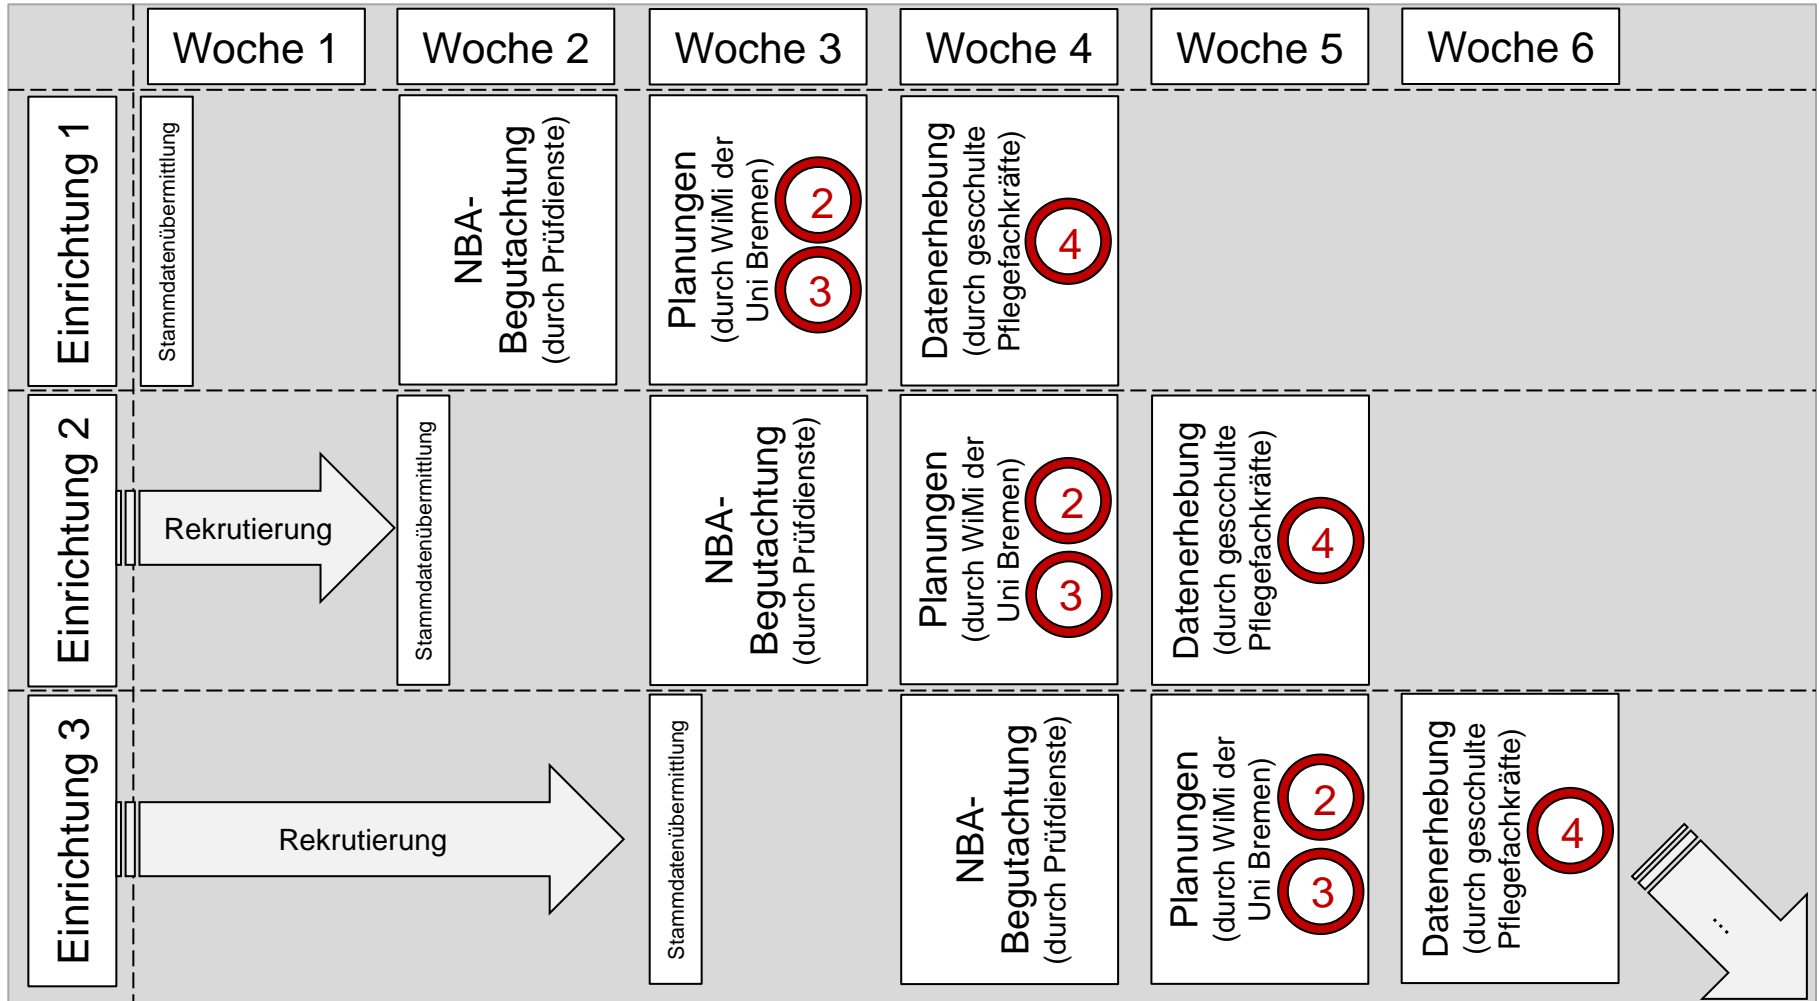 Woche 1
Woche 2
Woche 3
Woche 4
Woche 5
Woche 6
Einrichtung 1
Stammdatenübermittlung
NBA-
Begutachtung
(durch Prüfdienste)
Planungen
(durch WiMi der
Uni Bremen)
2
3
Datenerhebung
(durch gescchulte
Pflegefachkräfte)
4
Einrichtung 2
Rekrutierung
Stammdatenübermittlung
NBA-
Begutachtung
(durch Prüfdienste)
Planungen
(durch WiMi der
Uni Bremen)
2
3
Datenerhebung
(durch gescchulte
Pflegefachkräfte)
4
Einrichtung 3
Rekrutierung
Stammdatenübermittlung
NBA-
Begutachtung
(durch Prüfdienste)
Planungen
(durch WiMi der
Uni Bremen)
2
3
Datenerhebung
(durch gescchulte
Pflegefachkräfte)
4
...